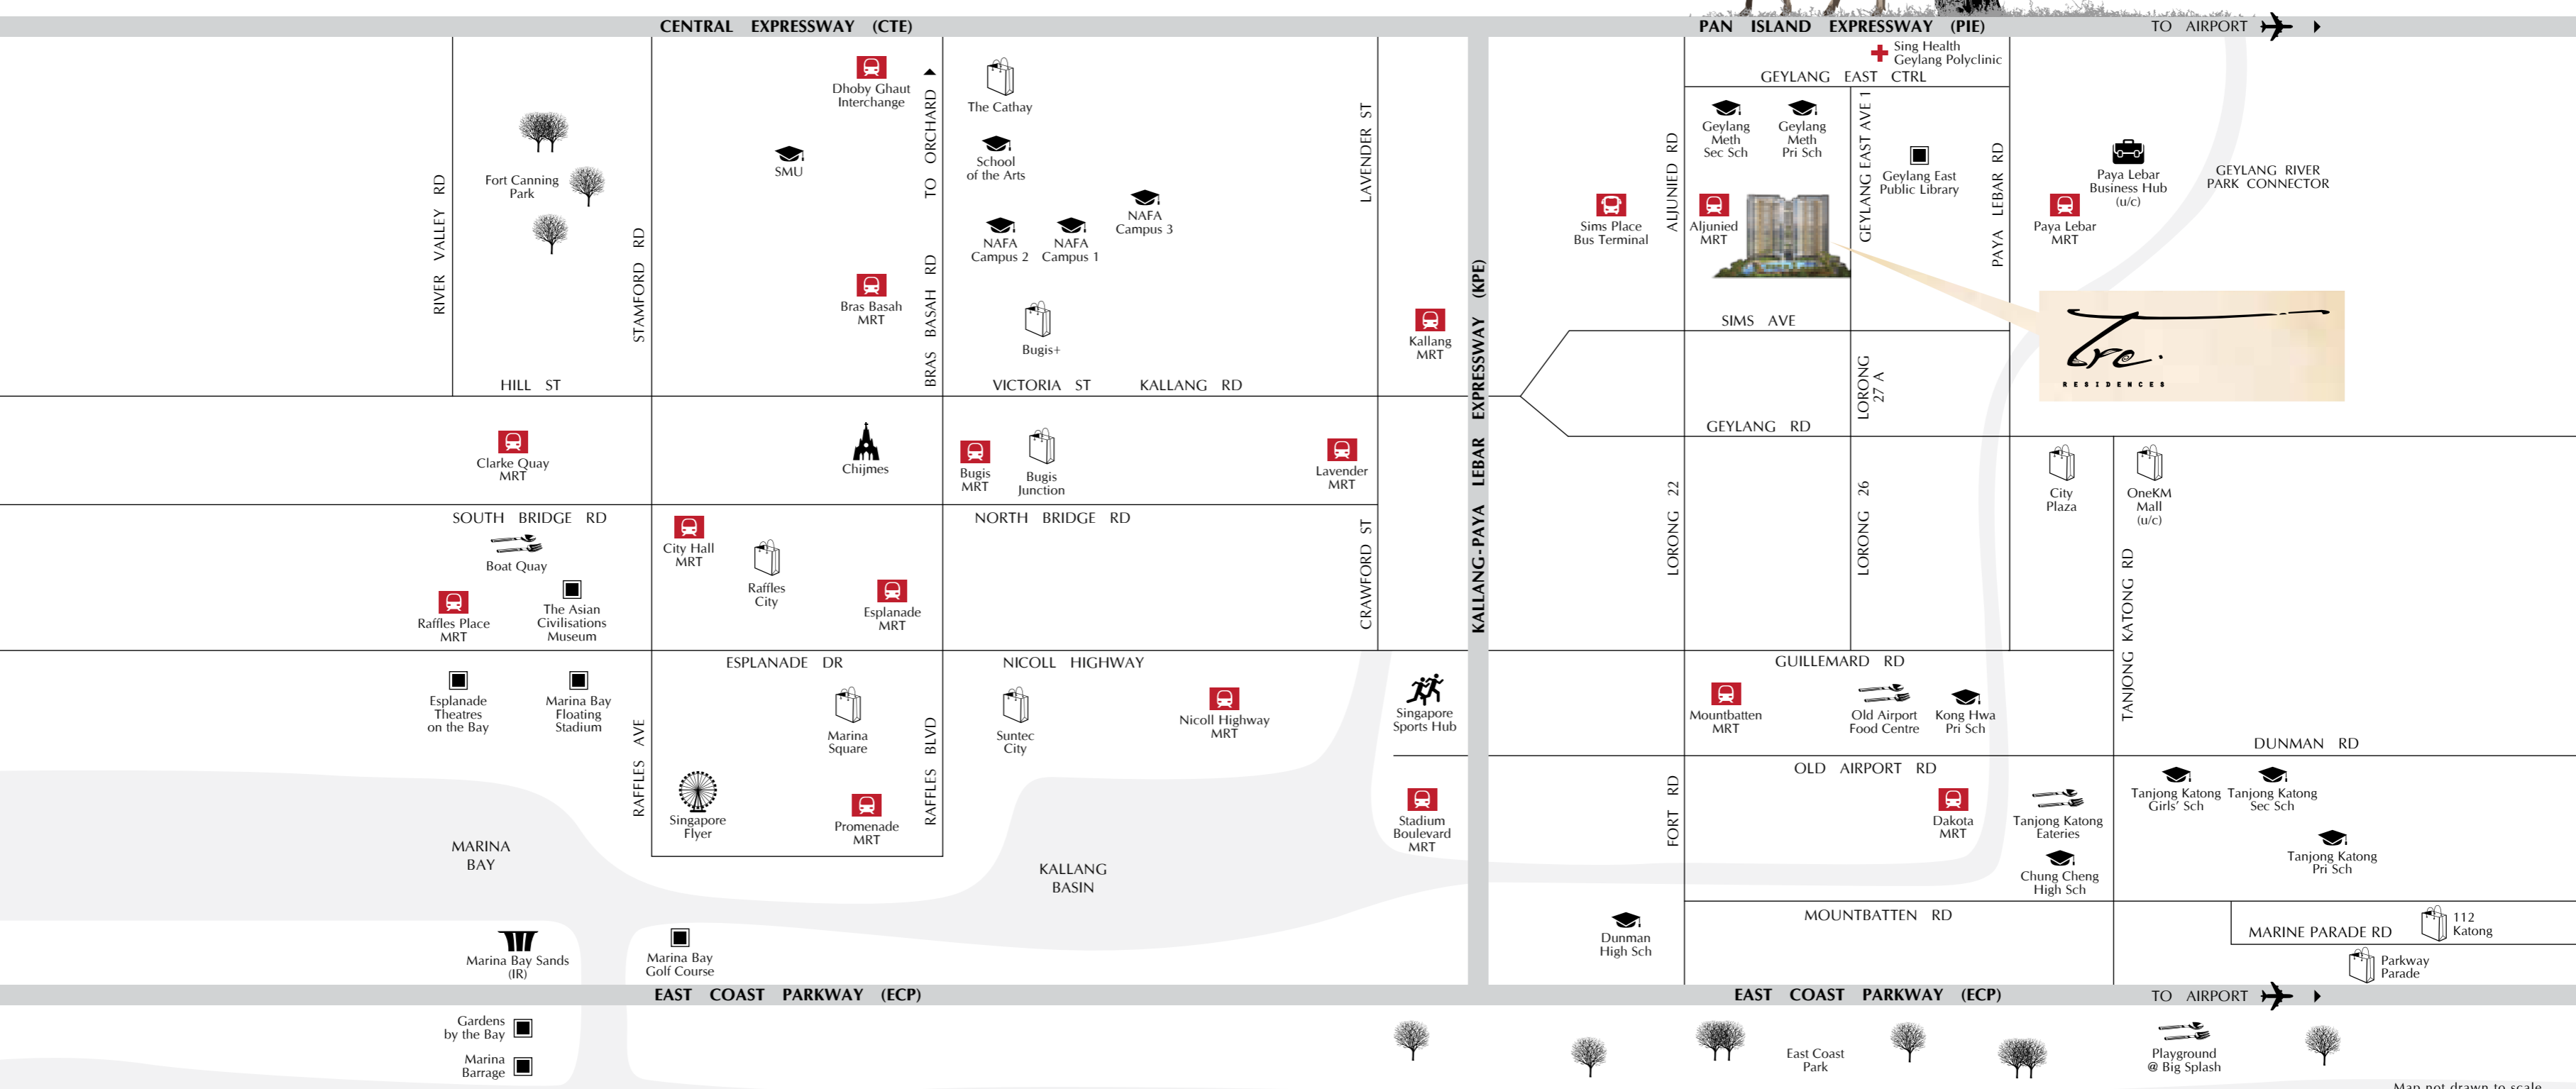 CENTRAL EXPRESSWAY (CTE)
PAN ISLAND EXPRESSWAY (PIE)
TO AIRPORT
Sing Health
Geylang Polyclinic
GEYLANG EAST CTRL
Dhoby Ghaut
Interchange
The Cathay
TO ORCHARD
BRAS BASAH RD
LAVENDER ST
SMU
School
of the Arts
Fort Canning
Park
RIVER VALLEY RD
STAMFORD RD
NAFA
Campus 3
NAFA
Campus 2
NAFA
Campus 1
Bras Basah
MRT
Bugis+
Kallang
MRT
KALLANG-PAYA LEBAR EXPRESSWAY (KPE)
Geylang
Meth
Sec Sch
Geylang
Meth
Pri Sch
GEYLANG EAST AVE 1
Geylang East
Public Library
PAYA LEBAR RD
Paya Lebar
Business Hub
(u/c)
GEYLANG RIVER
PARK CONNECTOR
Sims Place
Bus Terminal
ALJUNIED RD
Aljunied
MRT
Paya Lebar
MRT
SIMS AVE
Tre
RESIDENCES
HILL ST
VICTORIA ST
KALLANG RD
LORONG
27 A
GEYLANG RD
Clarke Quay
MRT
Chijmes
Bugis
MRT
Bugis
Junction
Lavender
MRT
LORONG 22
LORONG 26
City
Plaza
OneKM
Mall
(u/c)
SOUTH BRIDGE RD
NORTH BRIDGE RD
Boat Quay
City Hall
MRT
Raffles
City
Esplanade
MRT
CRAWFORD ST
TANJONG KATONG RD
Raffles Place
MRT
The Asian
Civilisations
Museum
ESPLANADE DR
NICOLL HIGHWAY
GUILLEMARD RD
Esplanade
Theatres
on the Bay
Marina Bay
Floating
Stadium
RAFFLES AVE
Marina
Square
RAFFLES BLVD
Suntec
City
Nicoll Highway
MRT
Singapore
Sports Hub
Mountbatten
MRT
Old Airport
Food Centre
Kong Hwa
Pri Sch
DUNMAN RD
OLD AIRPORT RD
Singapore
Flyer
Promenade
MRT
Stadium
Boulevard
MRT
FORT RD
Dakota
MRT
Tanjong Katong
Eateries
Tanjong Katong
Girls' Sch
Tanjong Katong
Sec Sch
MARINA
BAY
KALLANG
BASIN
Chung Cheng
High Sch
Tanjong Katong
Pri Sch
MOUNTBATTEN RD
Dunman
High Sch
MARINE PARADE RD
112
Katong
Marina Bay Sands
(IR)
Marina Bay
Golf Course
Parkway
Parade
EAST COAST PARKWAY (ECP)
EAST COAST PARKWAY (ECP)
TO AIRPORT
Gardens
by the Bay
Marina
Barrage
East Coast
Park
Playground
@ Big Splash
Map not drawn to scale